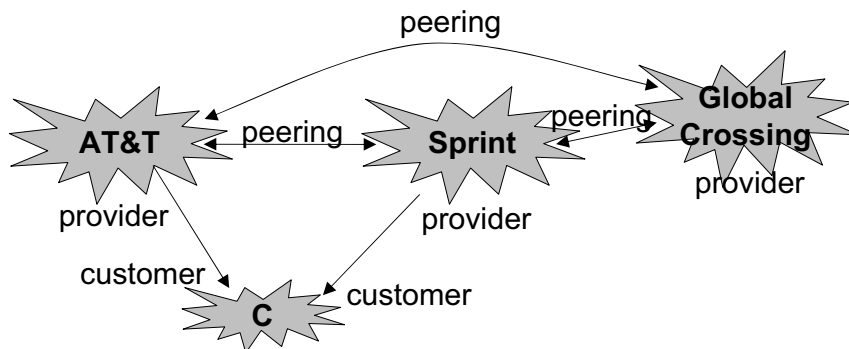 peering
Global
Crossing
peering
AT&T
peering
Sprint
provider
provider
provider
customer
customer
C